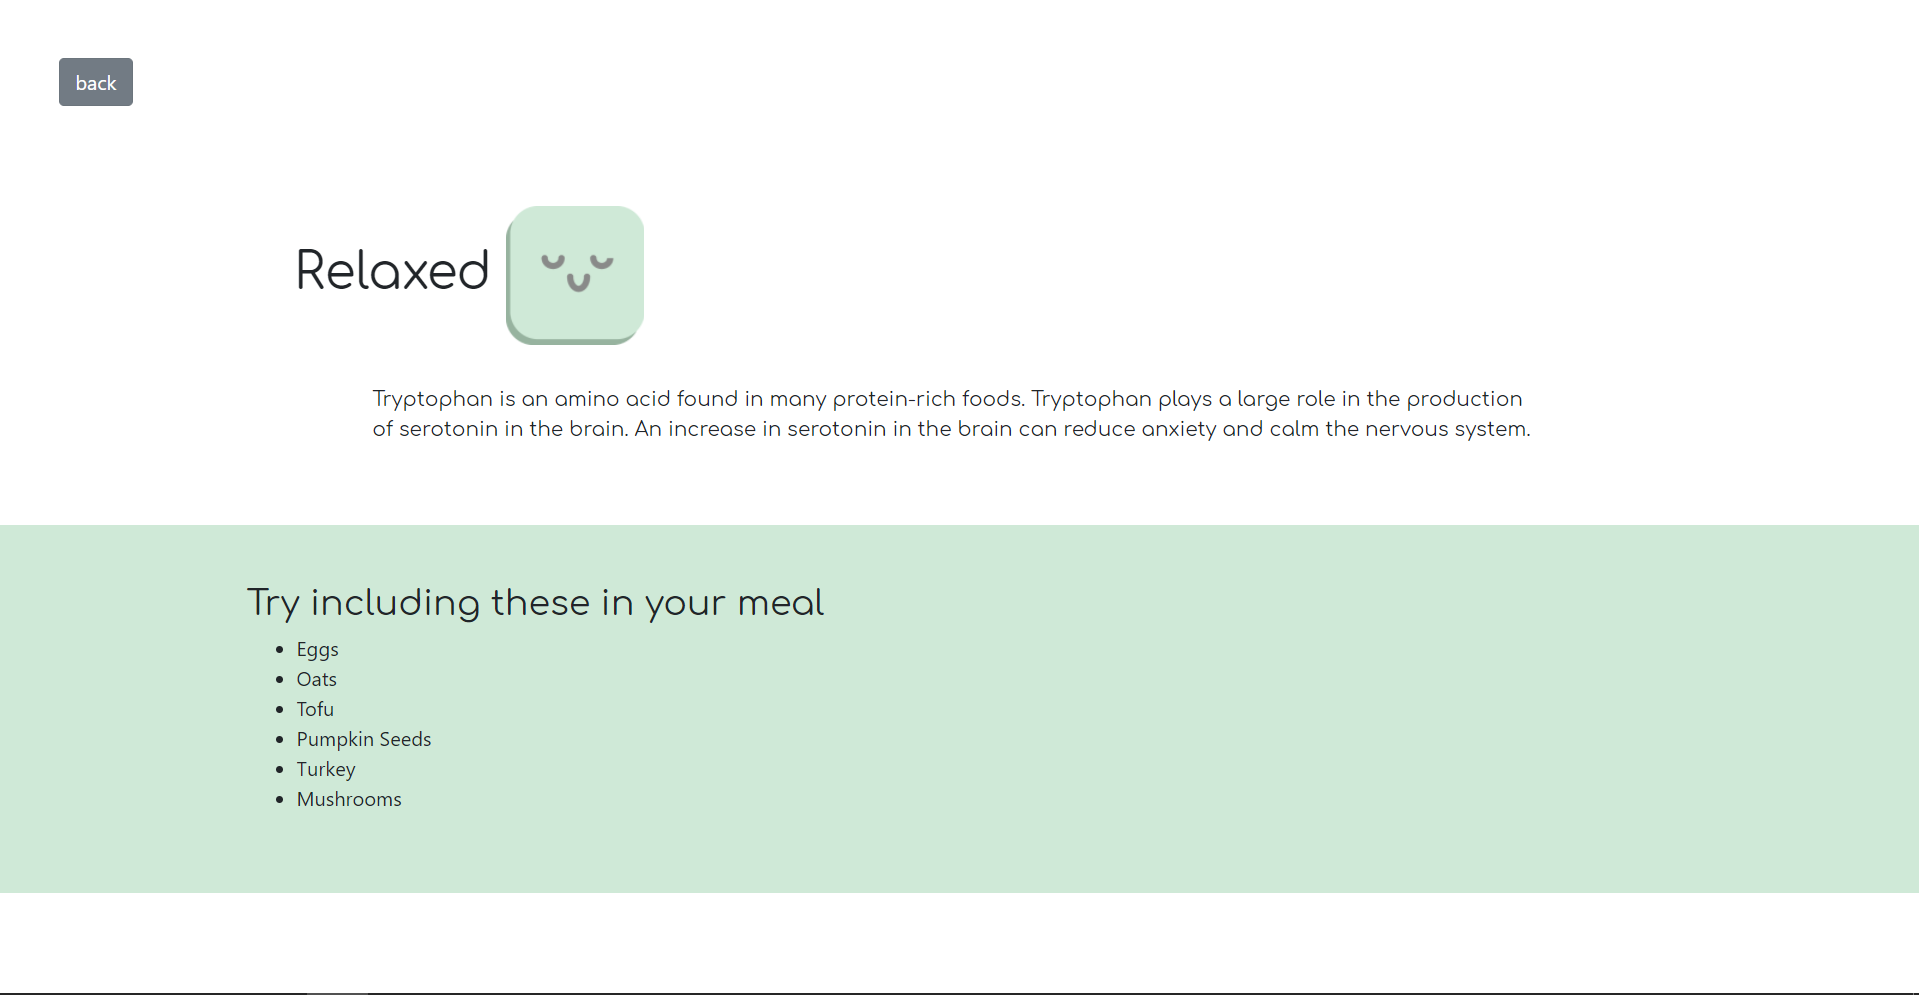 back
Relaxed
Tryptophan is an amino acid found in many protein-rich foods. Tryptophan plays a large role in the production
of serotonin in the brain. An increase in serotonin in the brain can reduce anxiety and calm the nervous system.
Try including these in your meal
Eggs
Oats
Tofu
Pumpkin Seeds
Turkey
Mushrooms